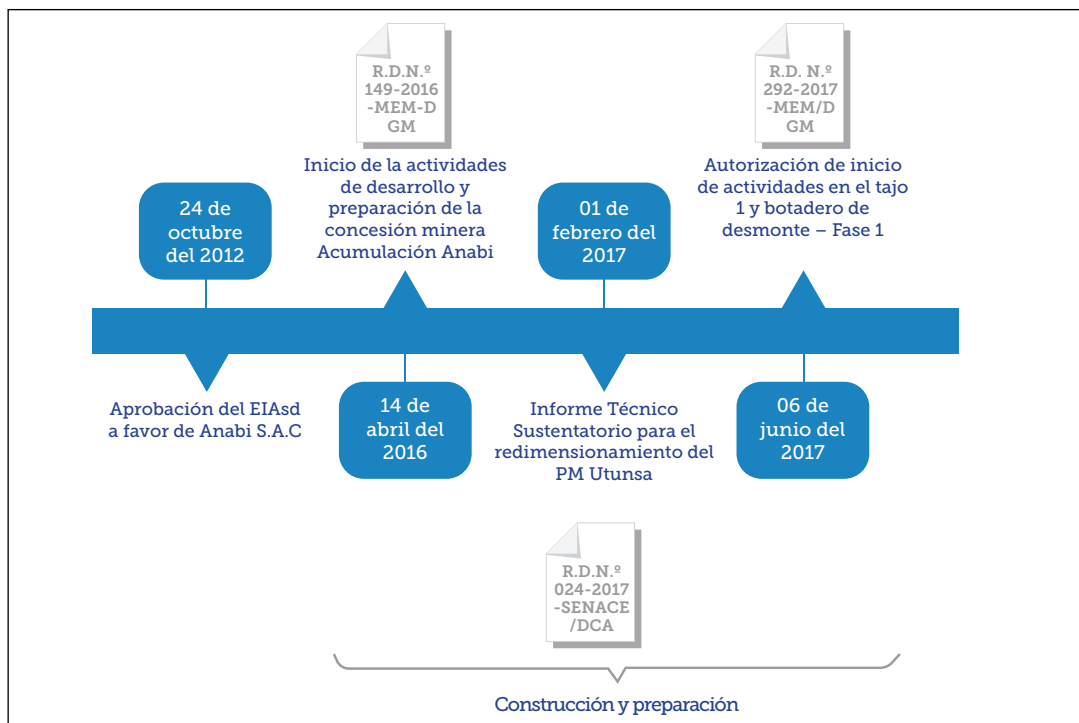 R.D.N.º
149-2016
-MEM-D
GM
R.D. N.º
292-2017
-MEM/D
GM
Inicio de la actividades
de desarrollo y
preparación de la
concesión minera
Acumulación Anabi
Autorización de inicio
de actividades en el tajo
1 y botadero de
desmonte – Fase 1
24 de
octubre
del 2012
01 de
febrero del
2017
Aprobación del EIAsd
a favor de Anabi S.A.C
14 de
abril del
2016
Informe Técnico
Sustentatorio para el
redimensionamiento del
PM Utunsa
06 de
junio del
2017
R.D.N.º
024-2017
-SENACE
/DCA
Construcción y preparación